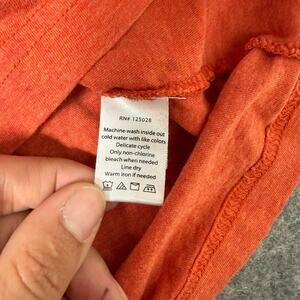 RN# 125028
Machine wash inside out
cold water with like colors
Delicate cycle
Only non-chlorine
bleach when needed
Line dry
Warm iron if needed